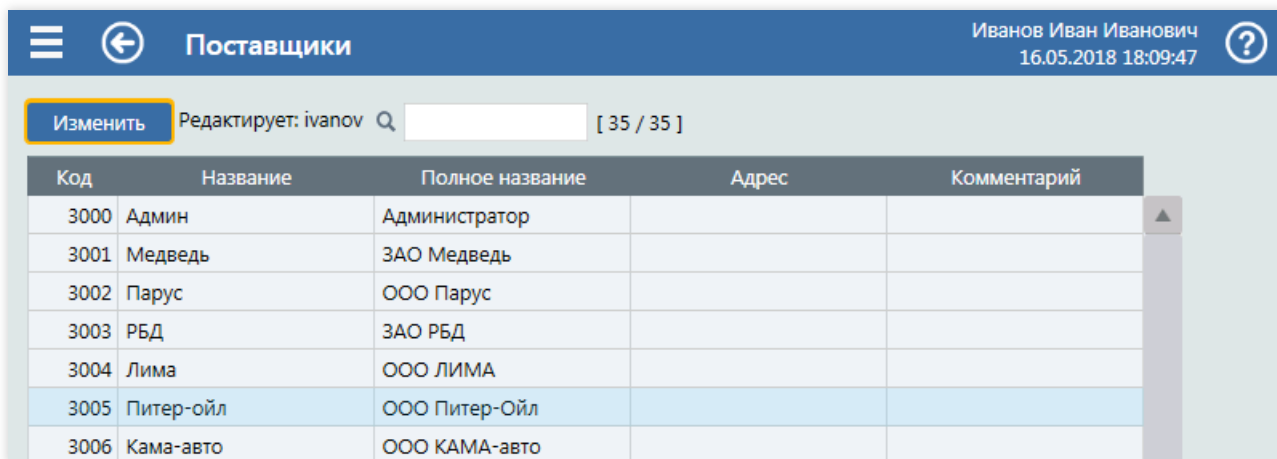 Поставщики
Иванов Иван Иванович
16.05.2018 18:09:47
?
Изменить Редактирует: ivanov [ 35 / 35 ]
Код Название Полное название Адрес Комментарий
3000 Админ Администратор
3001 Медведь ЗАО Медведь
3002 Парус ООО Парус
3003 РБД ЗАО РБД
3004 Лима ООО ЛИМА
3005 Питер-ойл ООО Питер-Ойл
3006 Кама-авто ООО КАМА-авто